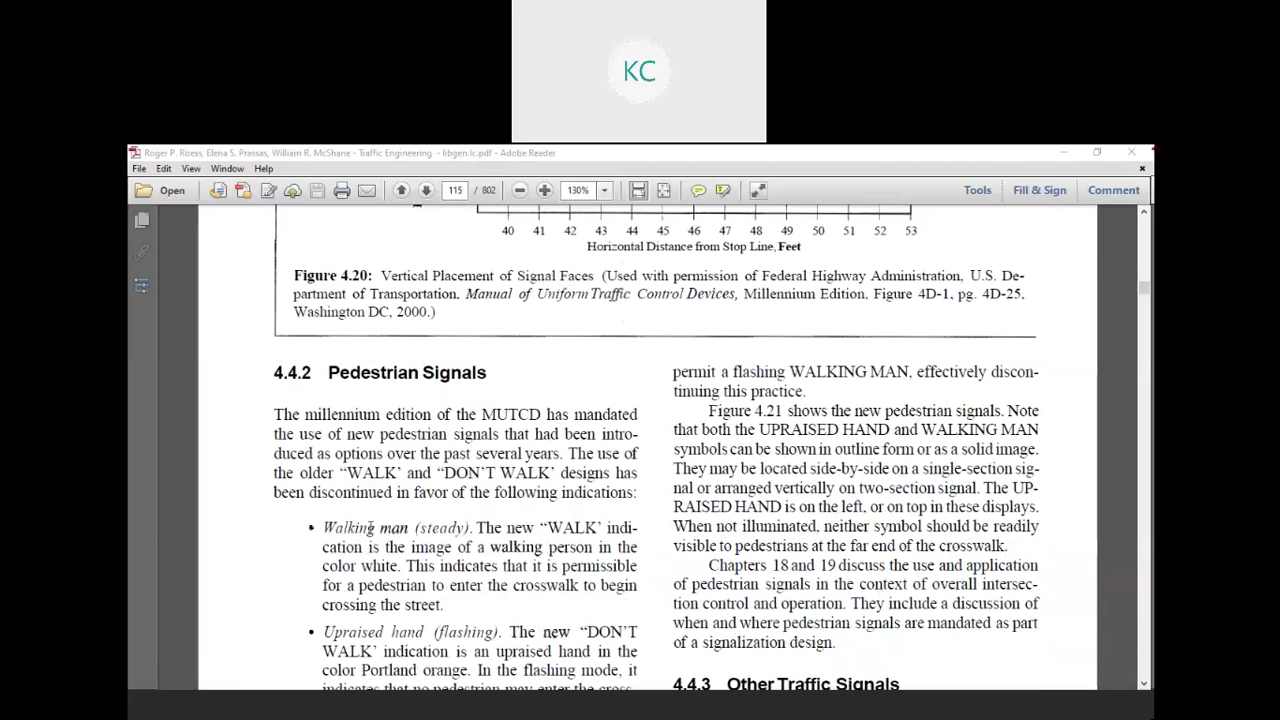 KC
Roger P. Roess, Elena S. Prassas, William R. McShane - Traffic Engineering - libgen.lc.pdf - Adobe Reader
File Edit View Window Help
Open 115 / 802 130% Tools Fill & Sign Comment
40 41 42 43 44 45 46 47 48 49 50 51 52 53
Horizontal Distance from Stop Line, Feet
Figure 4.20: Vertical Placement of Signal Faces (Used with permission of Federal Highway Administration, U.S. De-
partment of Transportation, Manual of Uniform Traffic Control Devices, Millennium Edition, Figure 4D-1, pg. 4D-25,
Washington DC, 2000.)
4.4.2 Pedestrian Signals
The millennium edition of the MUTCD has mandated
the use of new pedestrian signals that had been intro-
duced as options over the past several years. The use of
the older “WALK’ and “DON’T WALK’ designs has
been discontinued in favor of the following indications:
• Walking man (steady). The new “WALK’ indi-
cation is the image of a walking person in the
color white. This indicates that it is permissible
for a pedestrian to enter the crosswalk to begin
crossing the street.
• Upraised hand (flashing). The new “DON’T
WALK’ indication is an upraised hand in the
color Portland orange. In the flashing mode, it
indicates that no pedestrian may enter the cross-
permit a flashing WALKING MAN, effectively discon-
tinuing this practice.
Figure 4.21 shows the new pedestrian signals. Note
that both the UPRAISED HAND and WALKING MAN
symbols can be shown in outline form or as a solid image.
They may be located side-by-side on a single-section sig-
nal or arranged vertically on two-section signal. The UP-
RAISED HAND is on the left, or on top in these displays.
When not illuminated, neither symbol should be readily
visible to pedestrians at the far end of the crosswalk.
Chapters 18 and 19 discuss the use and application
of pedestrian signals in the context of overall intersec-
tion control and operation. They include a discussion of
when and where pedestrian signals are mandated as part
of a signalization design.
4.4.3 Other Traffic Signals